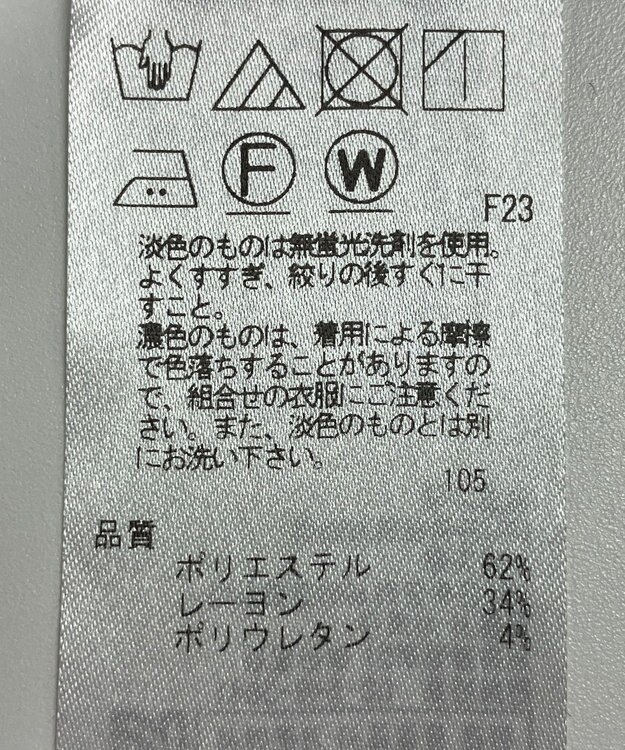 F W
F23
淡色のものは無蛍光洗剤を使用。
よくすすぎ、絞りの後すぐに干
すこと。
濃色のものは、着用による摩擦
で色落ちすることがありますの
で、組合せの衣服にご注意くだ
さい。また、淡色のものとは別
にお洗い下さい。
105
品質
ポリエステル 62%
レーヨン 34%
ポリウレタン 4%